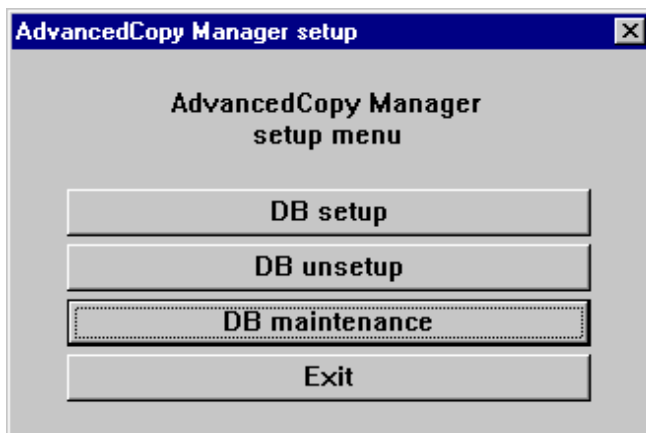 AdvancedCopy Manager setup
AdvancedCopy Manager
setup menu
DB setup
DB unsetup
DB maintenance
Exit